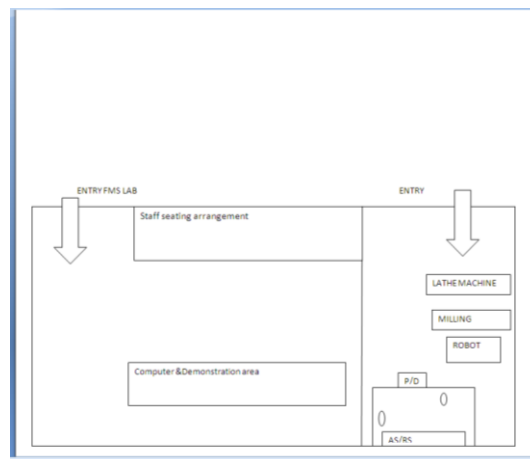 ENTRY FMS LAB
ENTRY
Staff seating arrangement
LATHE MACHINE
MILLING
ROBOT
Computer &Demonstration area
P/D
AS/RS